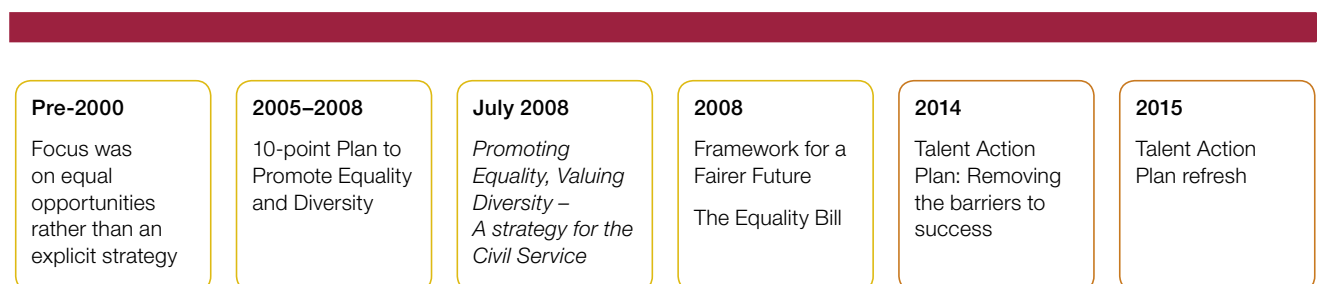 Pre-2000
Focus was
on equal
opportunities
rather than an
explicit strategy
2005–2008
10-point Plan to
Promote Equality
and Diversity
July 2008
Promoting
Equality, Valuing
Diversity –
A strategy for the
Civil Service
2008
Framework for a
Fairer Future
The Equality Bill
2014
Talent Action
Plan: Removing
the barriers to
success
2015
Talent Action
Plan refresh